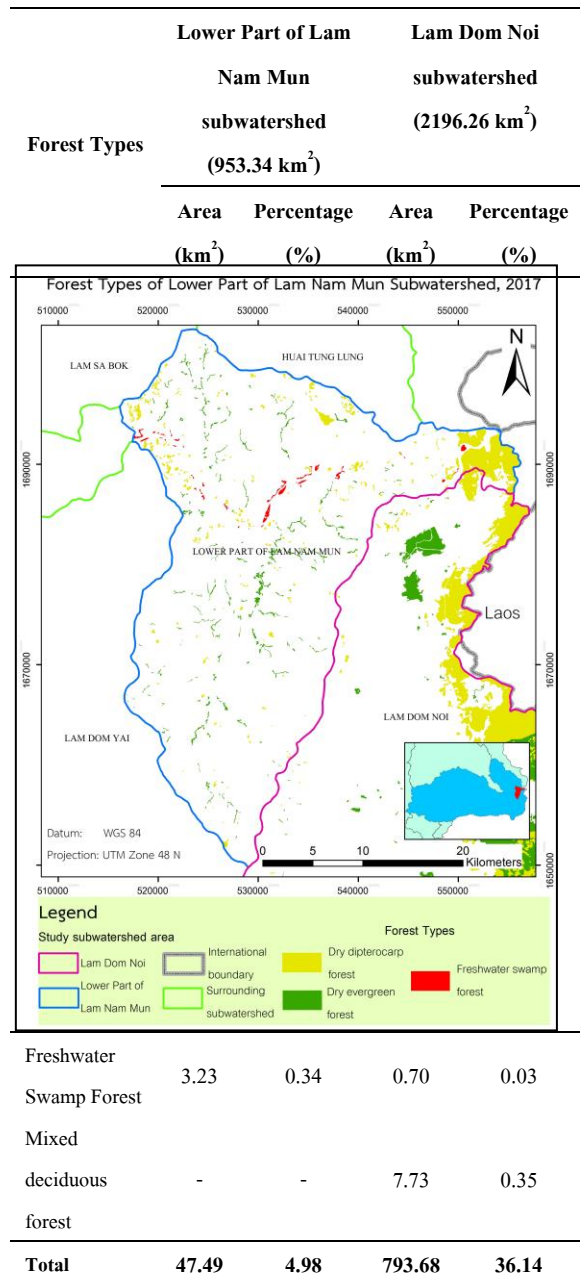 Forest Types
Lower Part of Lam
Nam Mun
subwatershed
(953.34 km²)
Lam Dom Noi
subwatershed
(2196.26 km²)
Area
(km²)
Percentage
(%)
Area
(km²)
Percentage
(%)
Forest Types of Lower Part of Lam Nam Mun Subwatershed, 2017
510000 520000 530000 540000 550000
N
LAM SA BOK
HUAI TUNG LUNG
1690000
1690000
LOWER PART OF LAM NAM MUN
Laos
1670000
1670000
LAM DOM NOI
LAM DOM YAI
Datum: WGS 84
Projection: UTM Zone 48 N
0 5 10 20
Kilometers
1650000
510000 520000 530000 540000 550000
Legend
Study subwatershed area
Lam Dom Noi
Lower Part of
Lam Nam Mun
International
boundary
Surrounding
subwatershed
Forest Types
Dry dipterocarp
forest
Dry evergreen
forest
Freshwater swamp
forest
Freshwater
Swamp Forest
3.23 0.34 0.70 0.03
Mixed
deciduous
forest
- - 7.73 0.35
Total 47.49 4.98 793.68 36.14